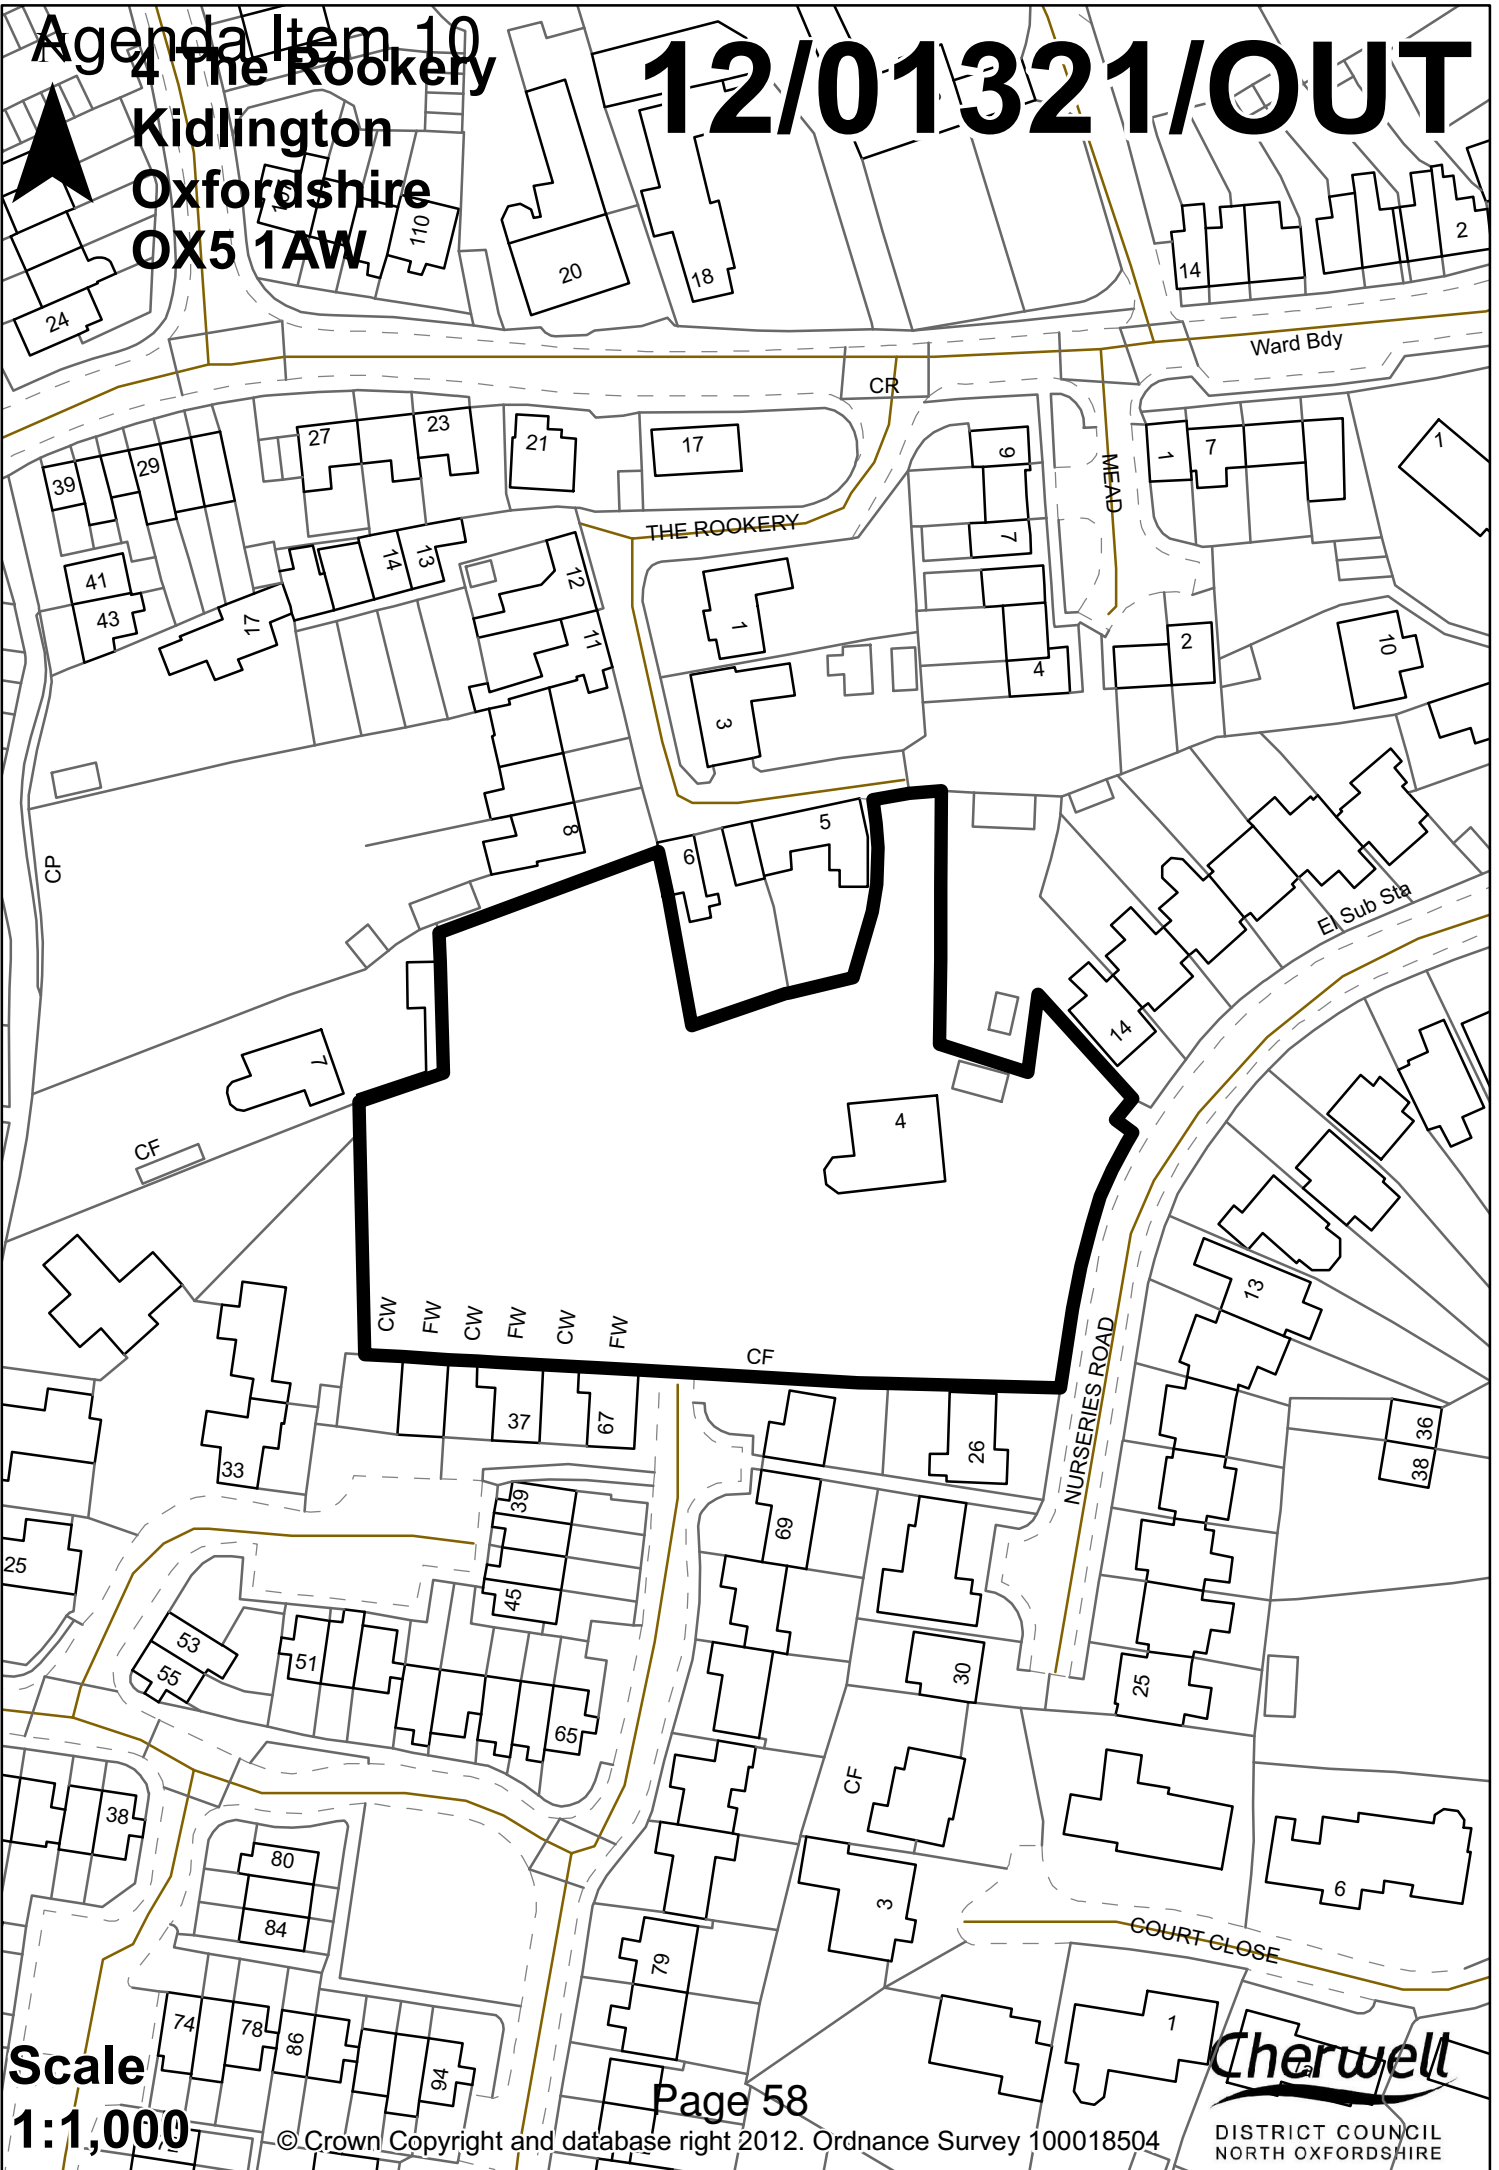 Agenda Item 10
N
4 The Rookery
Kidlington
Oxfordshire
OX5 1AW
12/01321/OUT
110
20
18
14
2
24
Ward Bdy
CR
39
29
27
23
21
17
9
7
MEAD
1
7
1
THE ROOKERY
41
43
17
14
13
12
11
1
3
4
2
10
8
6
5
CP
El Sub Sta
14
7
CF
4
CW
FW
CW
FW
CW
FW
CF
NURSERIES ROAD
13
33
37
67
26
36
38
39
69
25
45
53
55
51
65
30
25
38
CF
80
84
3
6
COURT CLOSE
79
74
78
86
94
1
Scale
1:1,000
Page 58
© Crown Copyright and database right 2012. Ordnance Survey 100018504
Cherwell
DISTRICT COUNCIL
NORTH OXFORDSHIRE